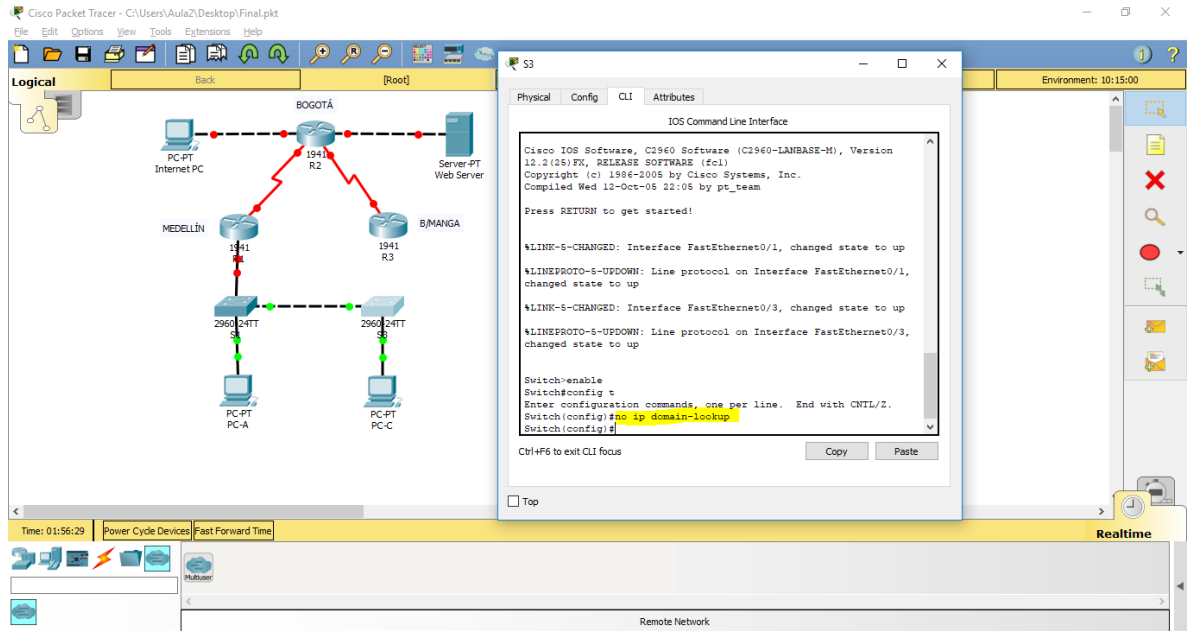 Cisco Packet Tracer - C:\Users\Aula2\Desktop\Final.pkt
File Edit Options View Tools Extensions Help
Logical
Back
[Root]
Environment: 10:15:00
BOGOTÁ
PC-PT
Internet PC
1941
R2
Server-PT
Web Server
MEDELLÍN
1941
R1
B/MANGA
1941
R3
2960-24TT
S1
2960-24TT
S3
PC-PT
PC-A
PC-PT
PC-C
S3
Physical Config CLI Attributes
IOS Command Line Interface
Cisco IOS Software, C2960 Software (C2960-LANBASE-M), Version
12.2(25)FX, RELEASE SOFTWARE (fc1)
Copyright (c) 1986-2005 by Cisco Systems, Inc.
Compiled Wed 12-Oct-05 22:05 by pt_team
Press RETURN to get started!
%LINK-5-CHANGED: Interface FastEthernet0/1, changed state to up
%LINEPROTO-5-UPDOWN: Line protocol on Interface FastEthernet0/1,
changed state to up
%LINK-5-CHANGED: Interface FastEthernet0/3, changed state to up
%LINEPROTO-5-UPDOWN: Line protocol on Interface FastEthernet0/3,
changed state to up
Switch>enable
Switch#config t
Enter configuration commands, one per line. End with CNTL/Z.
Switch(config)#no ip domain-lookup
Switch(config)#
Ctrl+F6 to exit CLI focus
Copy
Paste
Top
Time: 01:56:29
Power Cycle Devices
Fast Forward Time
Realtime
Multiuser
Remote Network